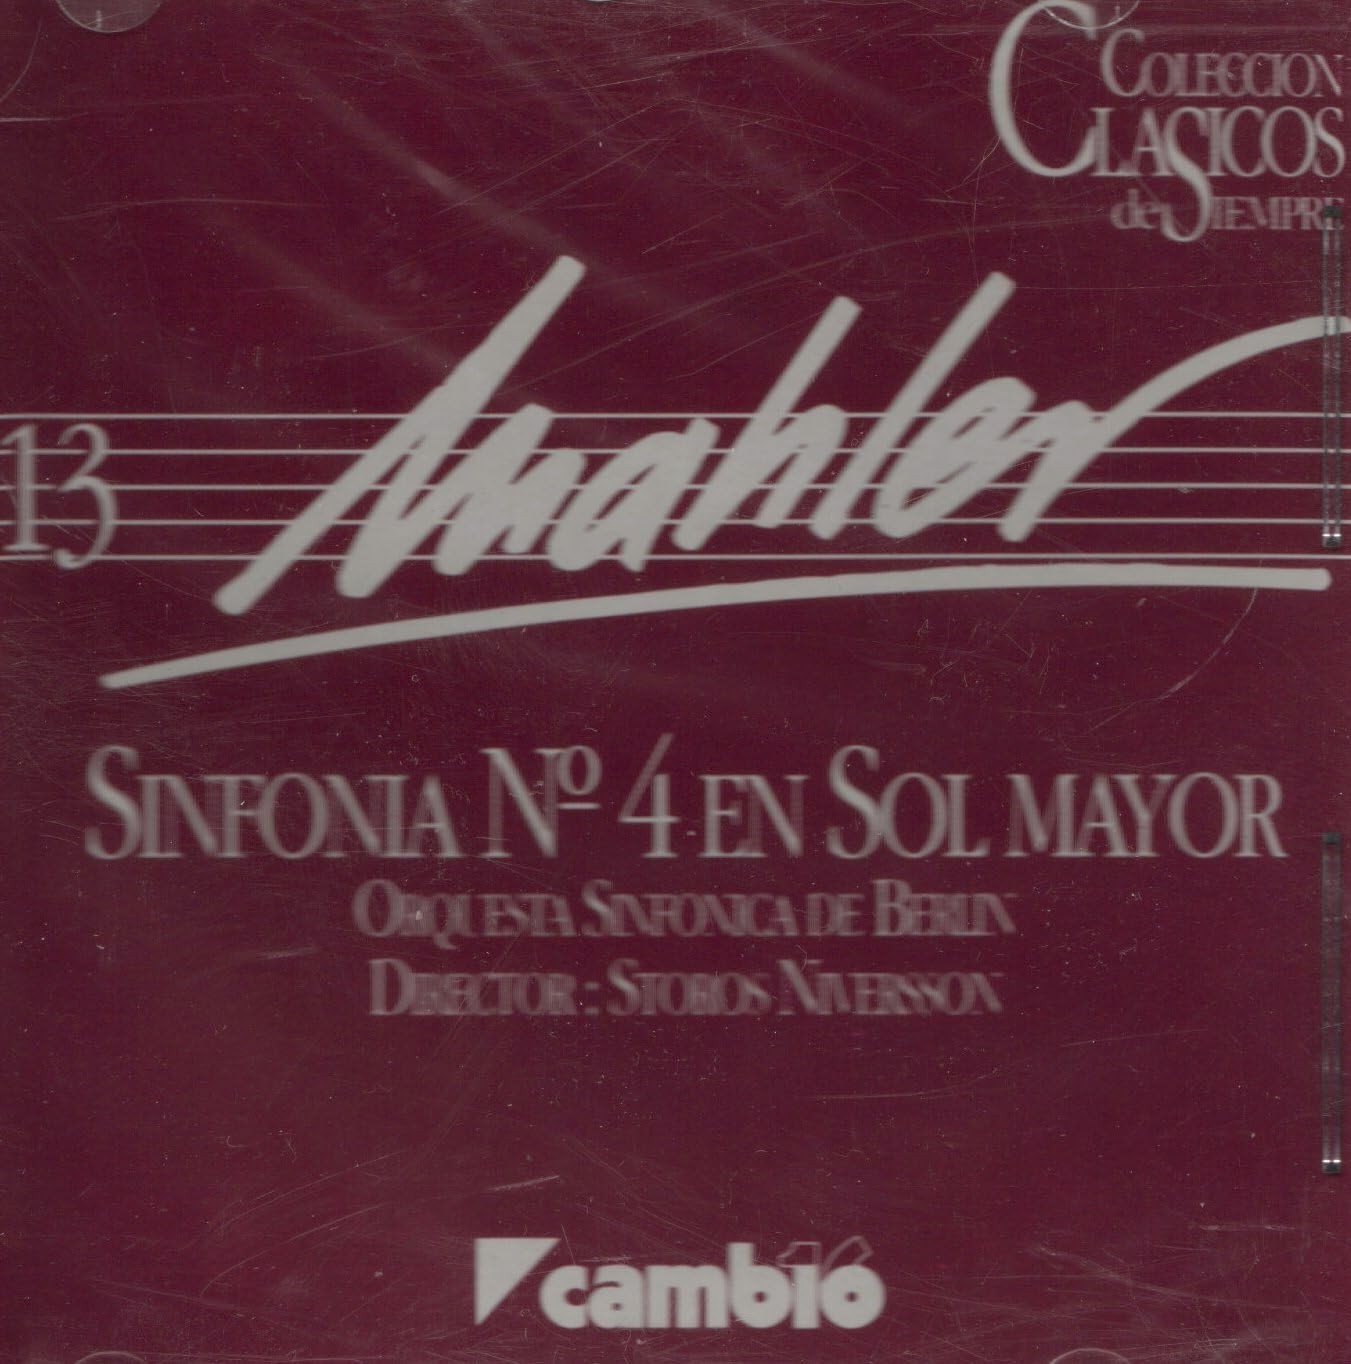 COLECCION
CLASICOS
de SIEMPRE
13
Mahler
SINFONIA Nº 4 EN SOL MAYOR
ORQUESTA SINFONICA DE BERLIN
DIRECTOR: STOROS NIVERSSON
cambio 16